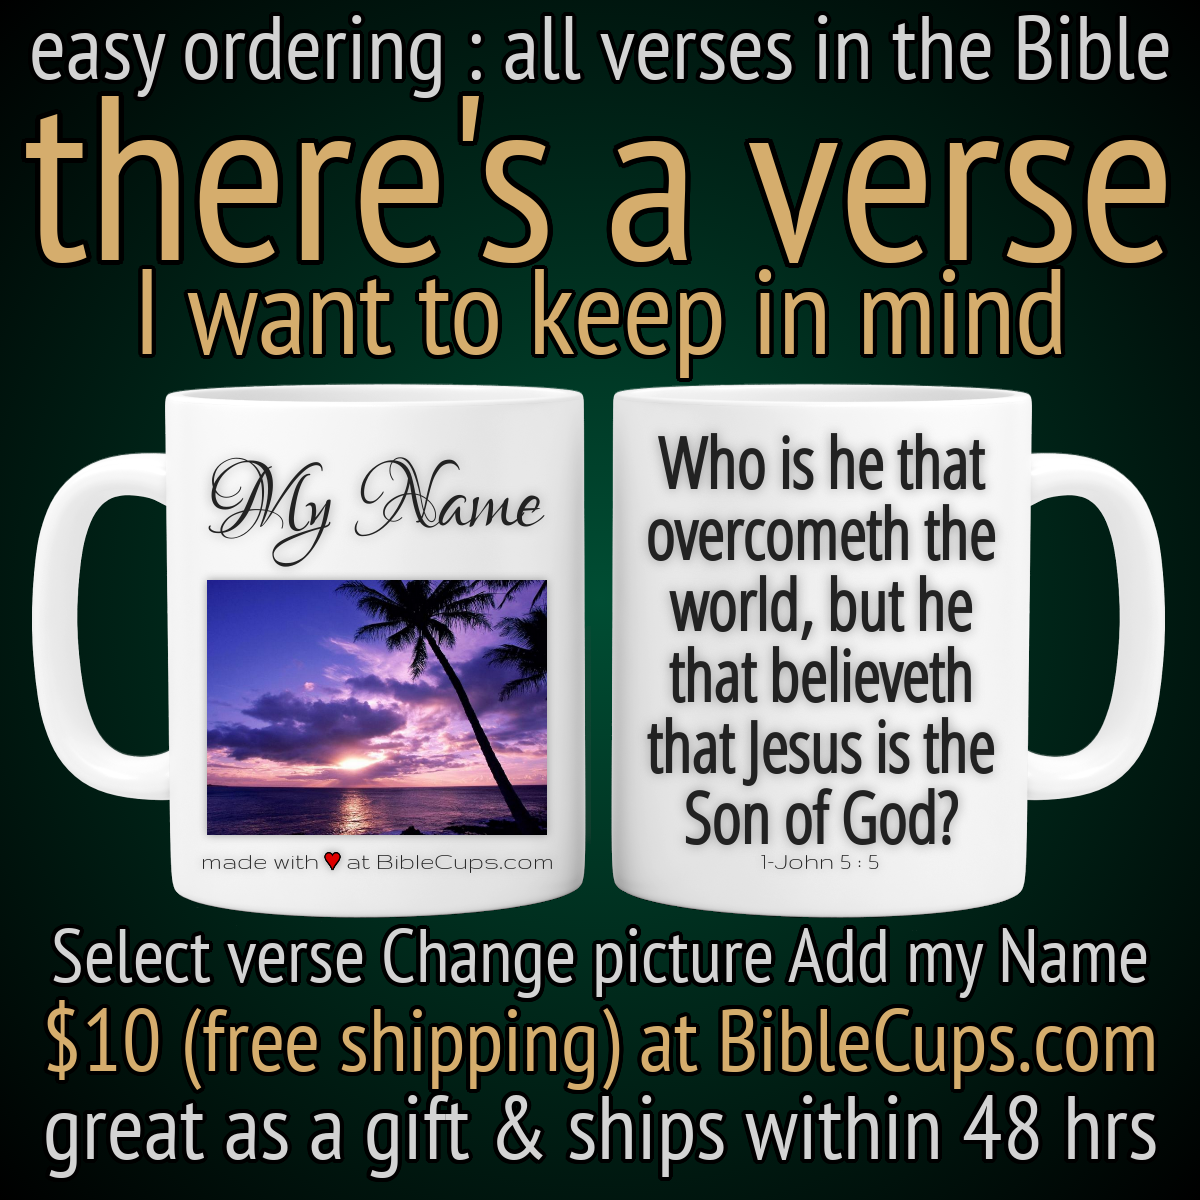 easy ordering : all verses in the Bible
there's a verse
I want to keep in mind
My Name
made with ♥ at BibleCups.com
Who is he that
overcometh the
world, but he
that believeth
that Jesus is the
Son of God?
1-John 5 : 5
Select verse Change picture Add my Name
$10 (free shipping) at BibleCups.com
great as a gift & ships within 48 hrs